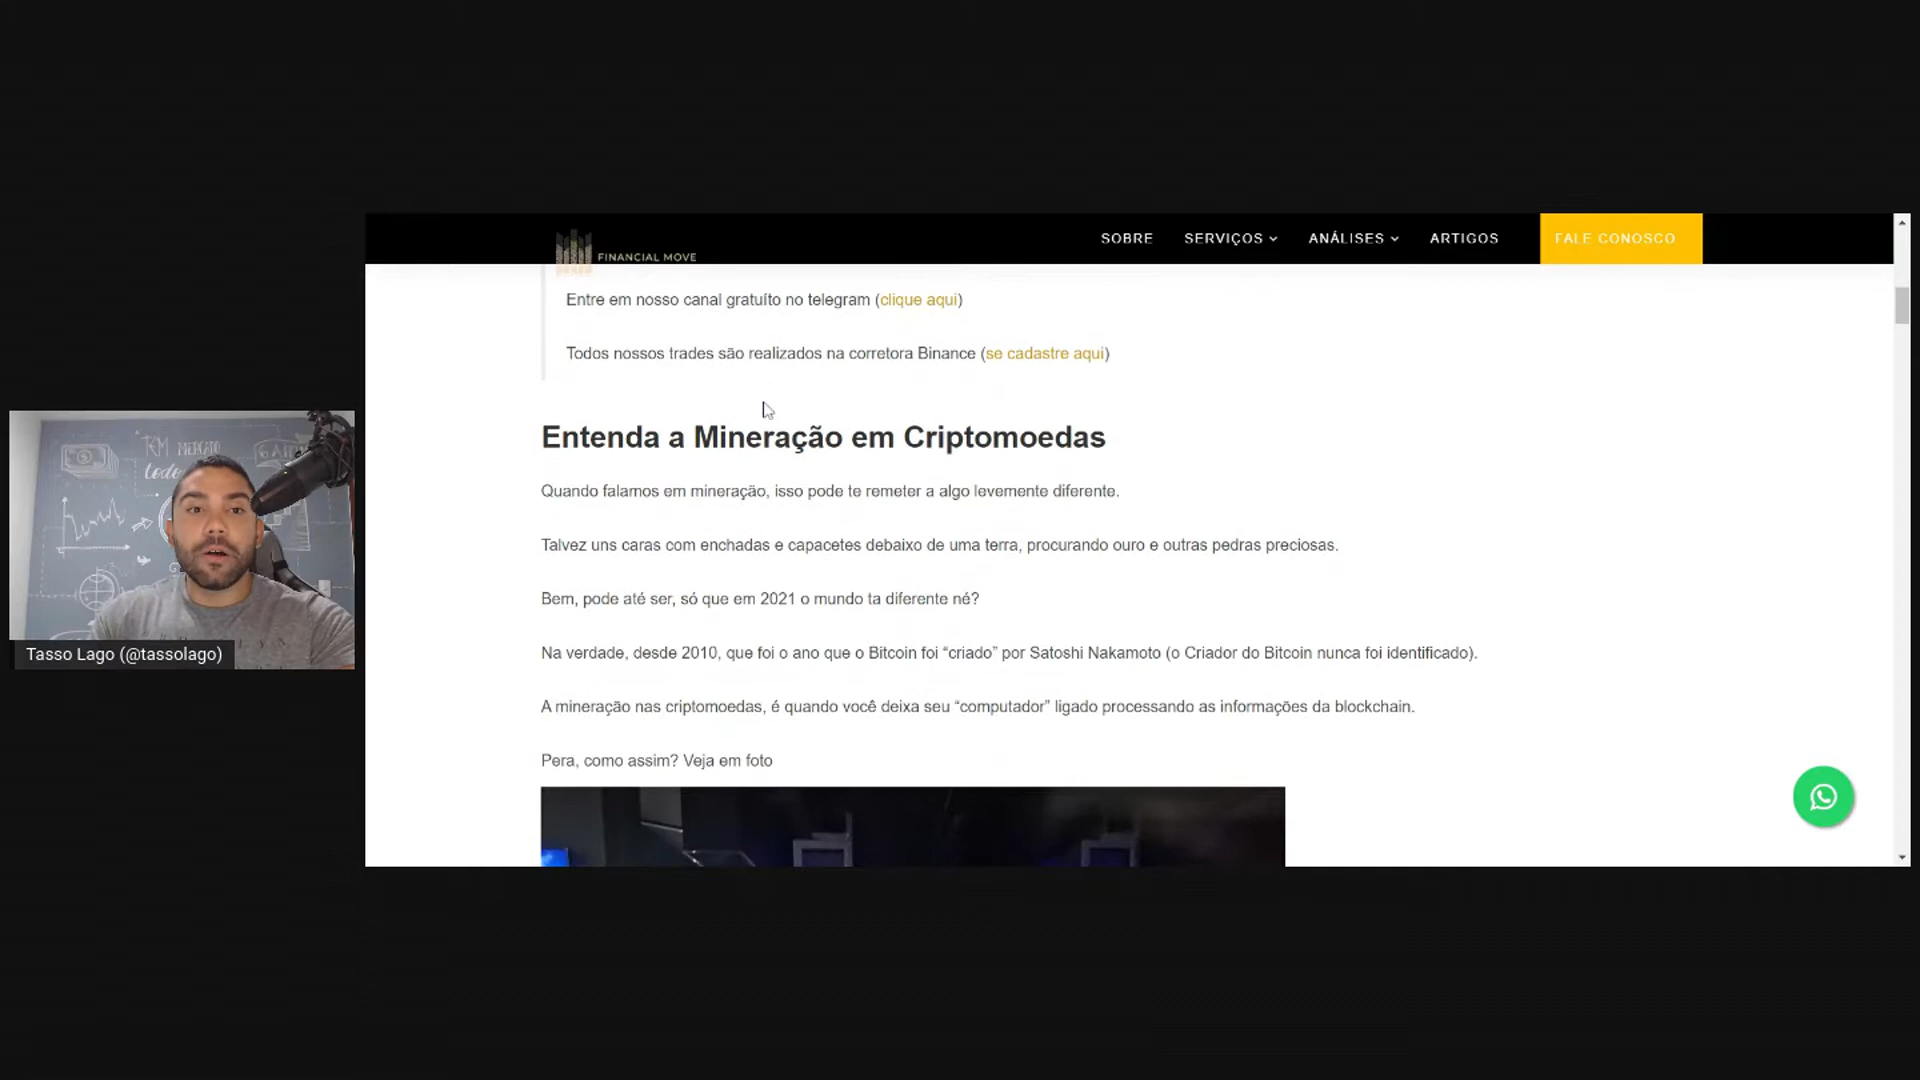 FINANCIAL MOVE
SOBRE
SERVIÇOS
ANÁLISES
ARTIGOS
FALE CONOSCO
Entre em nosso canal gratuíto no telegram (clique aqui)
Todos nossos trades são realizados na corretora Binance (se cadastre aqui)
Entenda a Mineração em Criptomoedas
Quando falamos em mineração, isso pode te remeter a algo levemente diferente.
Talvez uns caras com enchadas e capacetes debaixo de uma terra, procurando ouro e outras pedras preciosas.
Bem, pode até ser, só que em 2021 o mundo ta diferente né?
Na verdade, desde 2010, que foi o ano que o Bitcoin foi “criado” por Satoshi Nakamoto (o Criador do Bitcoin nunca foi identificado).
A mineração nas criptomoedas, é quando você deixa seu “computador” ligado processando as informações da blockchain.
Pera, como assim? Veja em foto
TEM MERCADO
Tasso Lago (@tassolago)